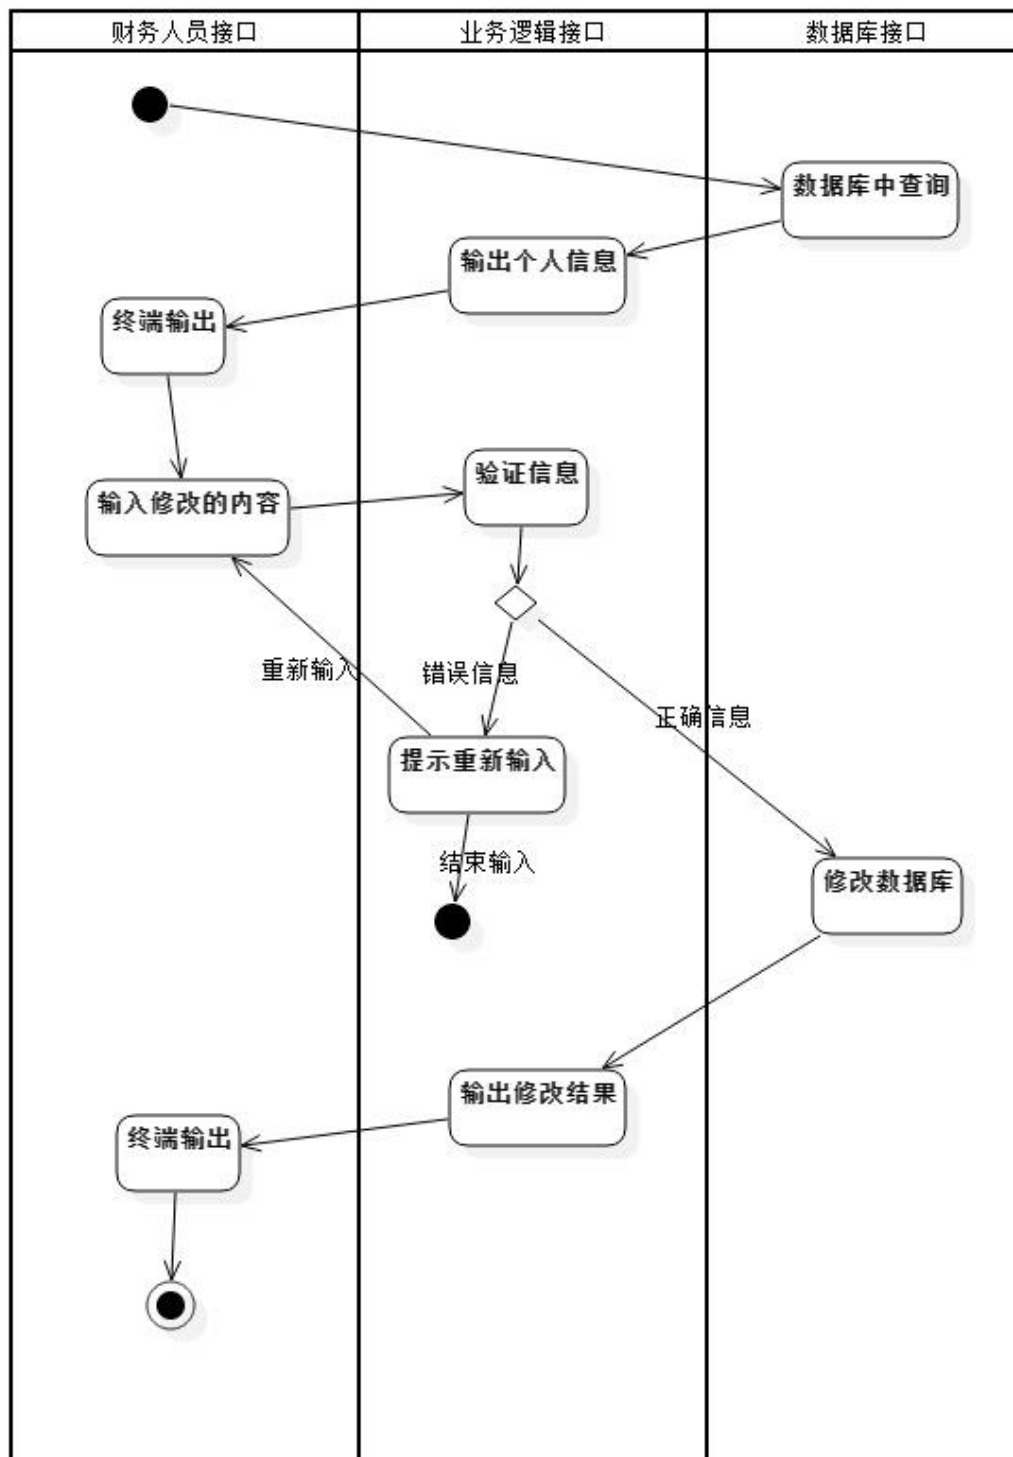 财务人员接口
业务逻辑接口
数据库接口
数据库中查询
输出个人信息
终端输出
验证信息
输入修改的内容
重新输入
错误信息
正确信息
提示重新输入
结束输入
修改数据库
输出修改结果
终端输出